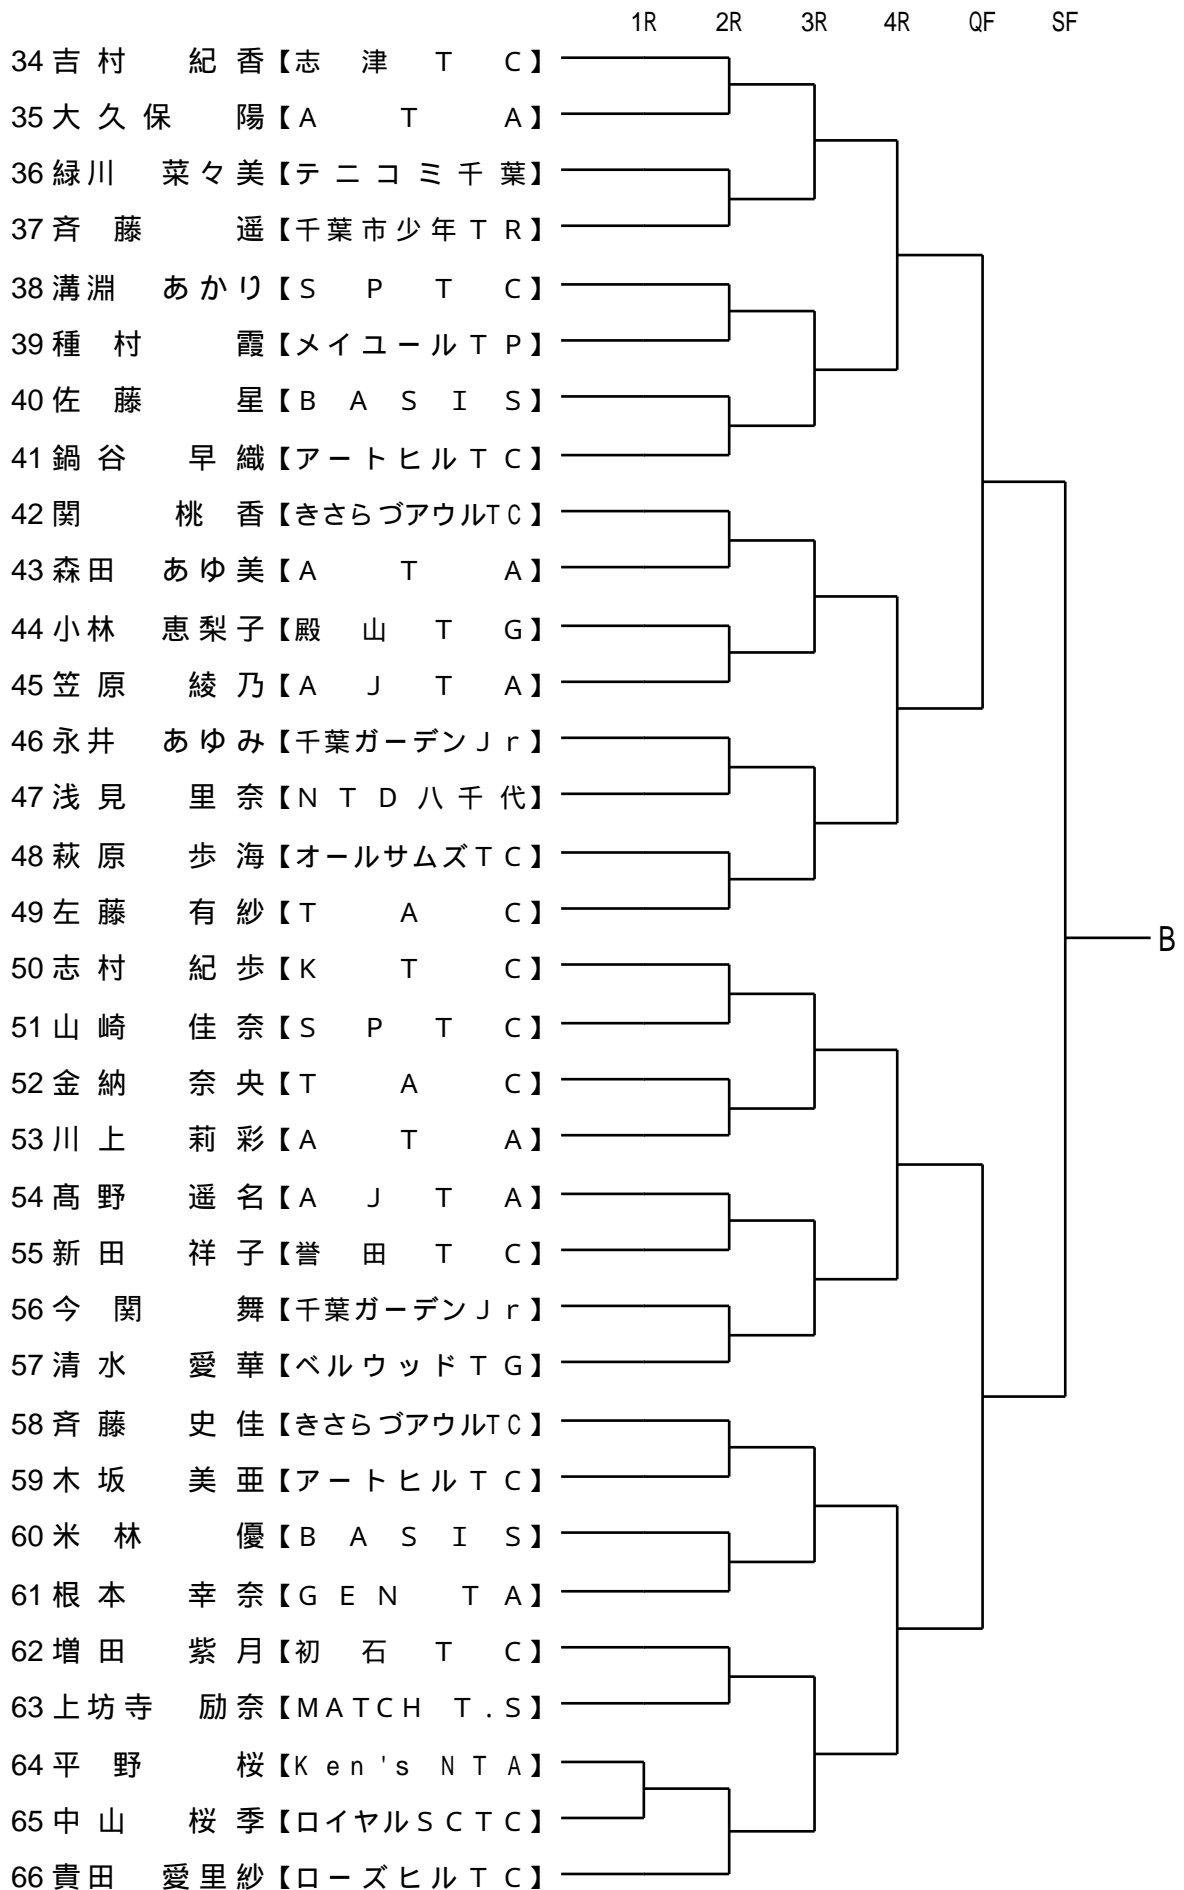 1R 2R 3R 4R QF SF
34 吉村 紀香【志津TC】
35 大久保 陽【ATA】
36 緑川 菜々美【テニコミ千葉】
37 斉藤 遥【千葉市少年TR】
38 溝淵 あかり【SPTC】
39 種村 霞【メイユールTP】
40 佐藤 星【BASIS】
41 鍋谷 早織【アートヒルTC】
42 関 桃香【きさらづアウルTC】
43 森田 あゆ美【ATA】
44 小林 恵梨子【殿山TG】
45 笠原 綾乃【AJTA】
46 永井 あゆみ【千葉ガーデンJr】
47 浅見 里奈【NTD八千代】
48 萩原 歩海【オールサムズTC】
49 左藤 有紗【TAC】
B
50 志村 紀歩【KTC】
51 山崎 佳奈【SPTC】
52 金納 奈央【TAC】
53 川上 莉彩【ATA】
54 髙野 遥名【AJTA】
55 新田 祥子【誉田TC】
56 今関 舞【千葉ガーデンJr】
57 清水 愛華【ベルウッドTG】
58 斉藤 史佳【きさらづアウルTC】
59 木坂 美亜【アートヒルTC】
60 米林 優【BASIS】
61 根本 幸奈【GEN TA】
62 増田 紫月【初石TC】
63 上坊寺 励奈【MATCH T.S】
64 平野 桜【Ken's NTA】
65 中山 桜季【ロイヤルSCTC】
66 貴田 愛里紗【ローズヒルTC】